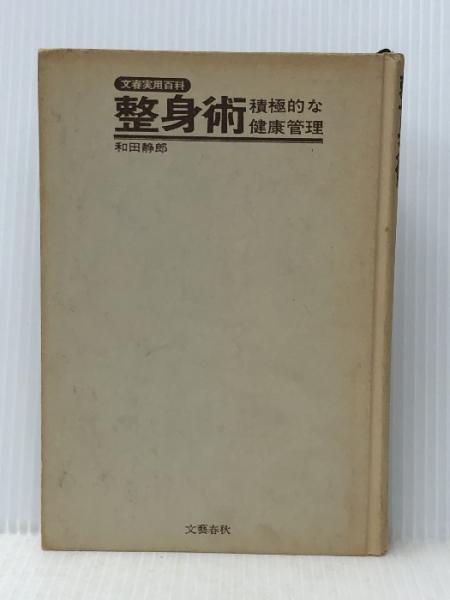 文春実用百科
整身術 積極的な
健康管理
和田静郎
文藝春秋